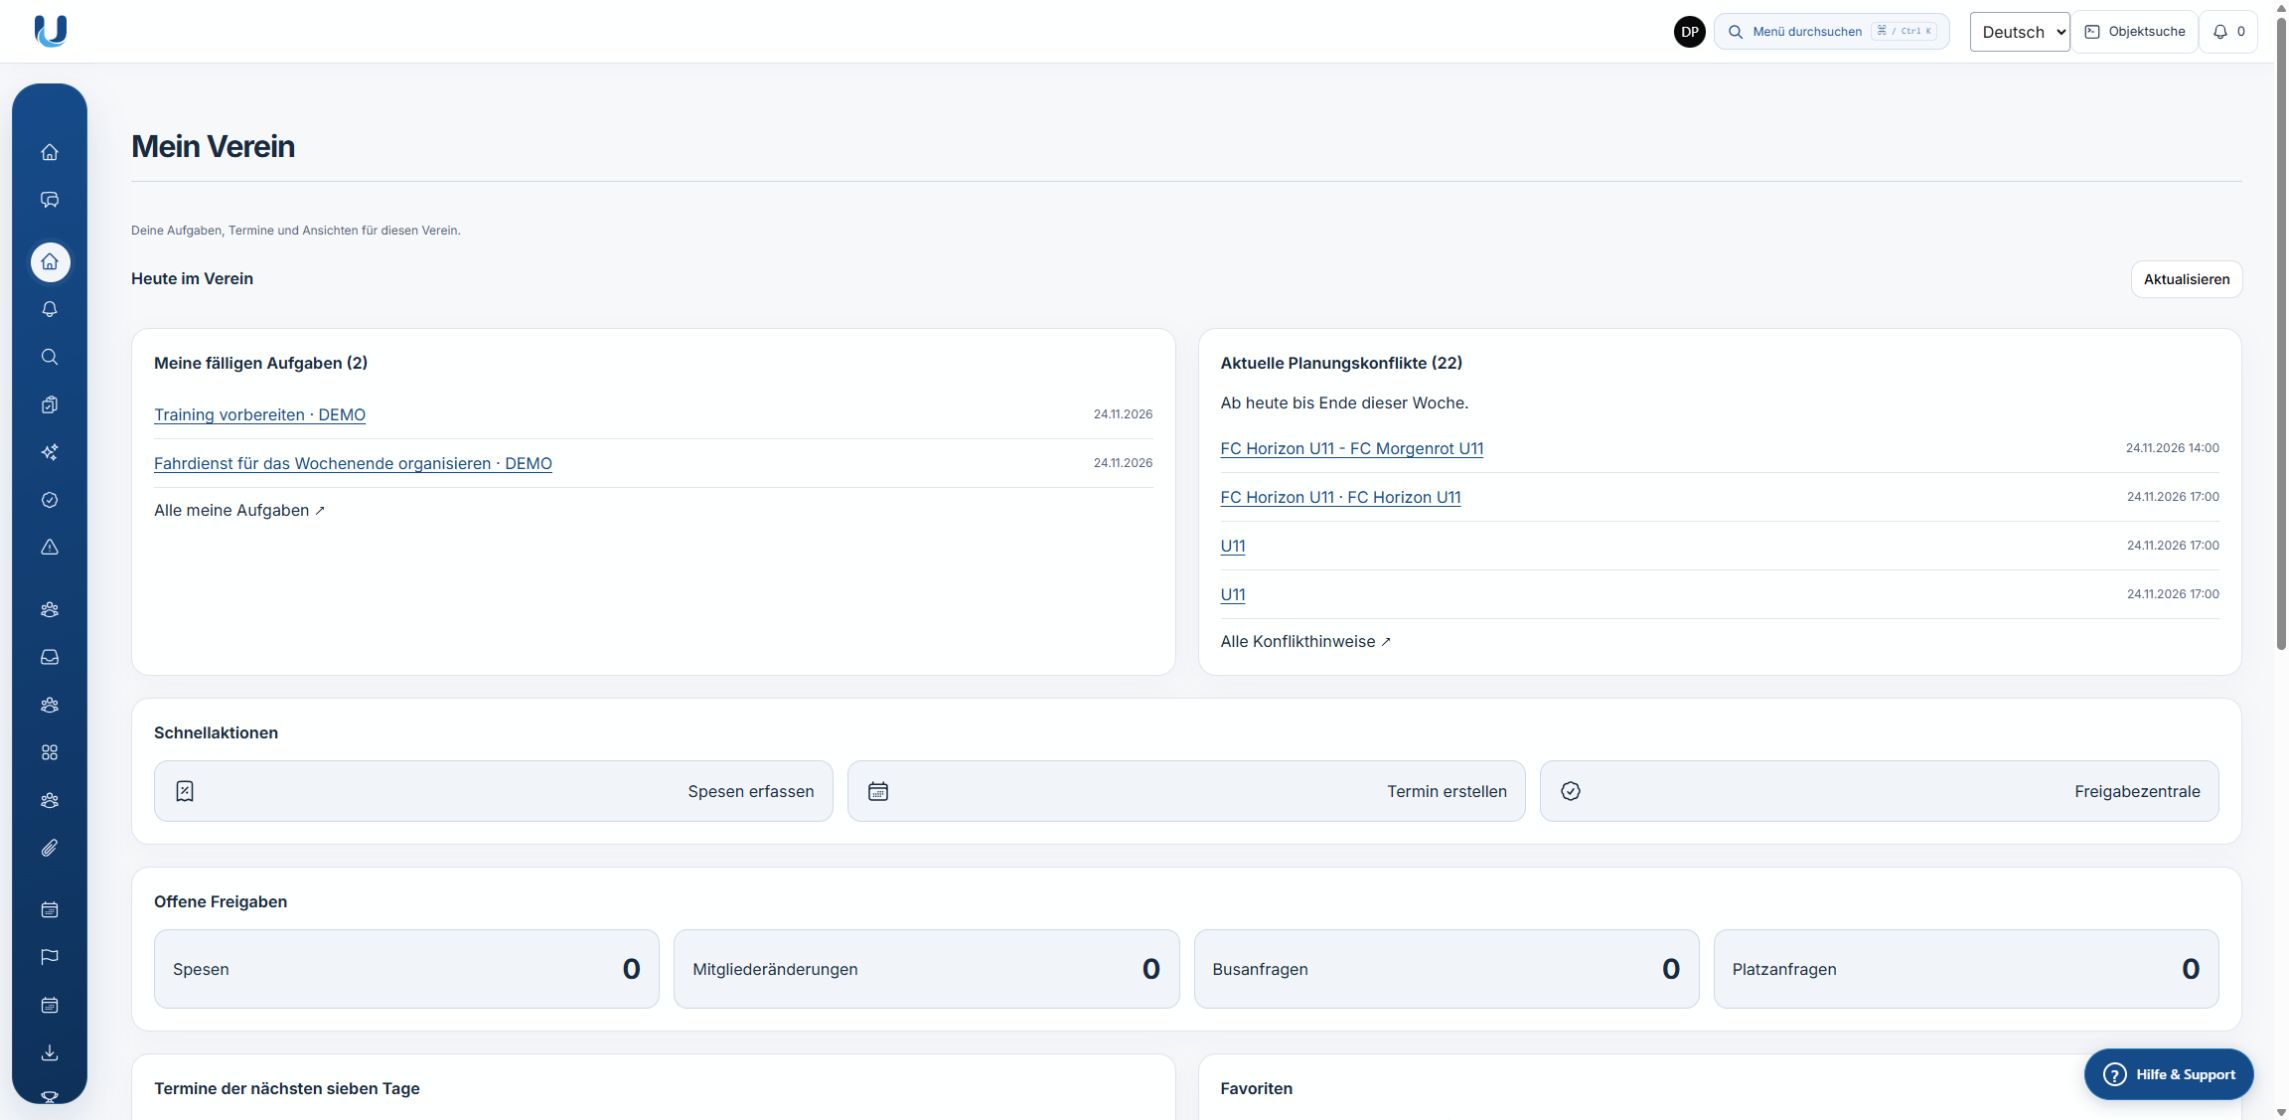 DP
Menü durchsuchen
⌘ / Ctrl K
Deutsch
Objektsuche
0
Mein Verein
Deine Aufgaben, Termine und Ansichten für diesen Verein.
Heute im Verein
Aktualisieren
Meine fälligen Aufgaben (2)
Training vorbereiten · DEMO
24.11.2026
Fahrdienst für das Wochenende organisieren · DEMO
24.11.2026
Alle meine Aufgaben ↗
Aktuelle Planungskonflikte (22)
Ab heute bis Ende dieser Woche.
FC Horizon U11 - FC Morgenrot U11
24.11.2026 14:00
FC Horizon U11 · FC Horizon U11
24.11.2026 17:00
U11
24.11.2026 17:00
U11
24.11.2026 17:00
Alle Konflikthinweise ↗
Schnellaktionen
Spesen erfassen
Termin erstellen
Freigabezentrale
Offene Freigaben
Spesen
0
Mitgliederänderungen
0
Busanfragen
0
Platzanfragen
0
Termine der nächsten sieben Tage
Favoriten
Hilfe & Support